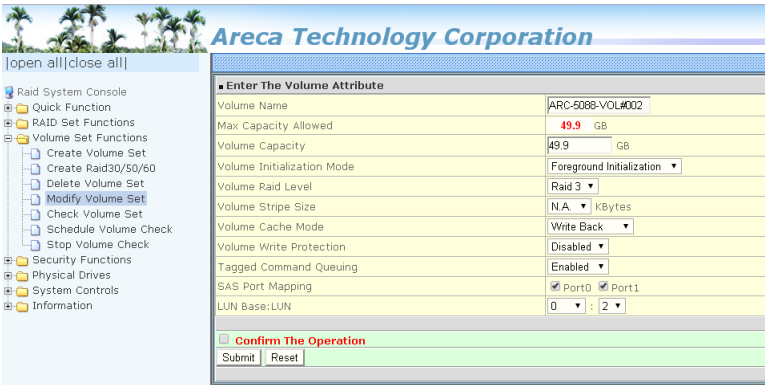 Areca Technology Corporation
|open all|close all|
Raid System Console
Quick Function
RAID Set Functions
Volume Set Functions
Create Volume Set
Create Raid30/50/60
Delete Volume Set
Modify Volume Set
Check Volume Set
Schedule Volume Check
Stop Volume Check
Security Functions
Physical Drives
System Controls
Information
Enter The Volume Attribute
Volume Name ARC-5088-VOL#002
Max Capacity Allowed 49.9 GB
Volume Capacity 49.9 GB
Volume Initialization Mode Foreground Initialization
Volume Raid Level Raid 3
Volume Stripe Size N.A. KBytes
Volume Cache Mode Write Back
Volume Write Protection Disabled
Tagged Command Queuing Enabled
SAS Port Mapping Port0 Port1
LUN Base:LUN 0 : 2
Confirm The Operation
Submit Reset